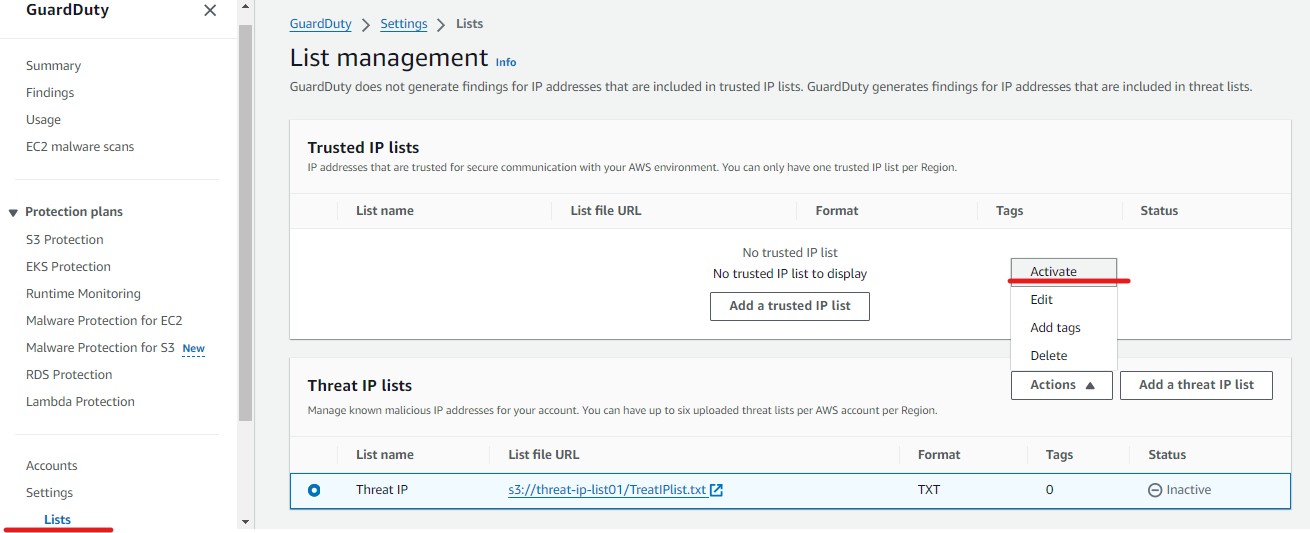 GuardDuty
Summary
Findings
Usage
EC2 malware scans
Protection plans
S3 Protection
EKS Protection
Runtime Monitoring
Malware Protection for EC2
Malware Protection for S3 New
RDS Protection
Lambda Protection
Accounts
Settings
Lists
GuardDuty > Settings > Lists
List management Info
GuardDuty does not generate findings for IP addresses that are included in trusted IP lists. GuardDuty generates findings for IP addresses that are included in threat lists.
Trusted IP lists
IP addresses that are trusted for secure communication with your AWS environment. You can only have one trusted IP list per Region.
List name List file URL Format Tags Status
No trusted IP list
No trusted IP list to display
Add a trusted IP list
Activate
Edit
Add tags
Delete
Threat IP lists
Actions Add a threat IP list
Manage known malicious IP addresses for your account. You can have up to six uploaded threat lists per AWS account per Region.
List name List file URL Format Tags Status
Threat IP s3://threat-ip-list01/TreatIPlist.txt TXT 0 Inactive